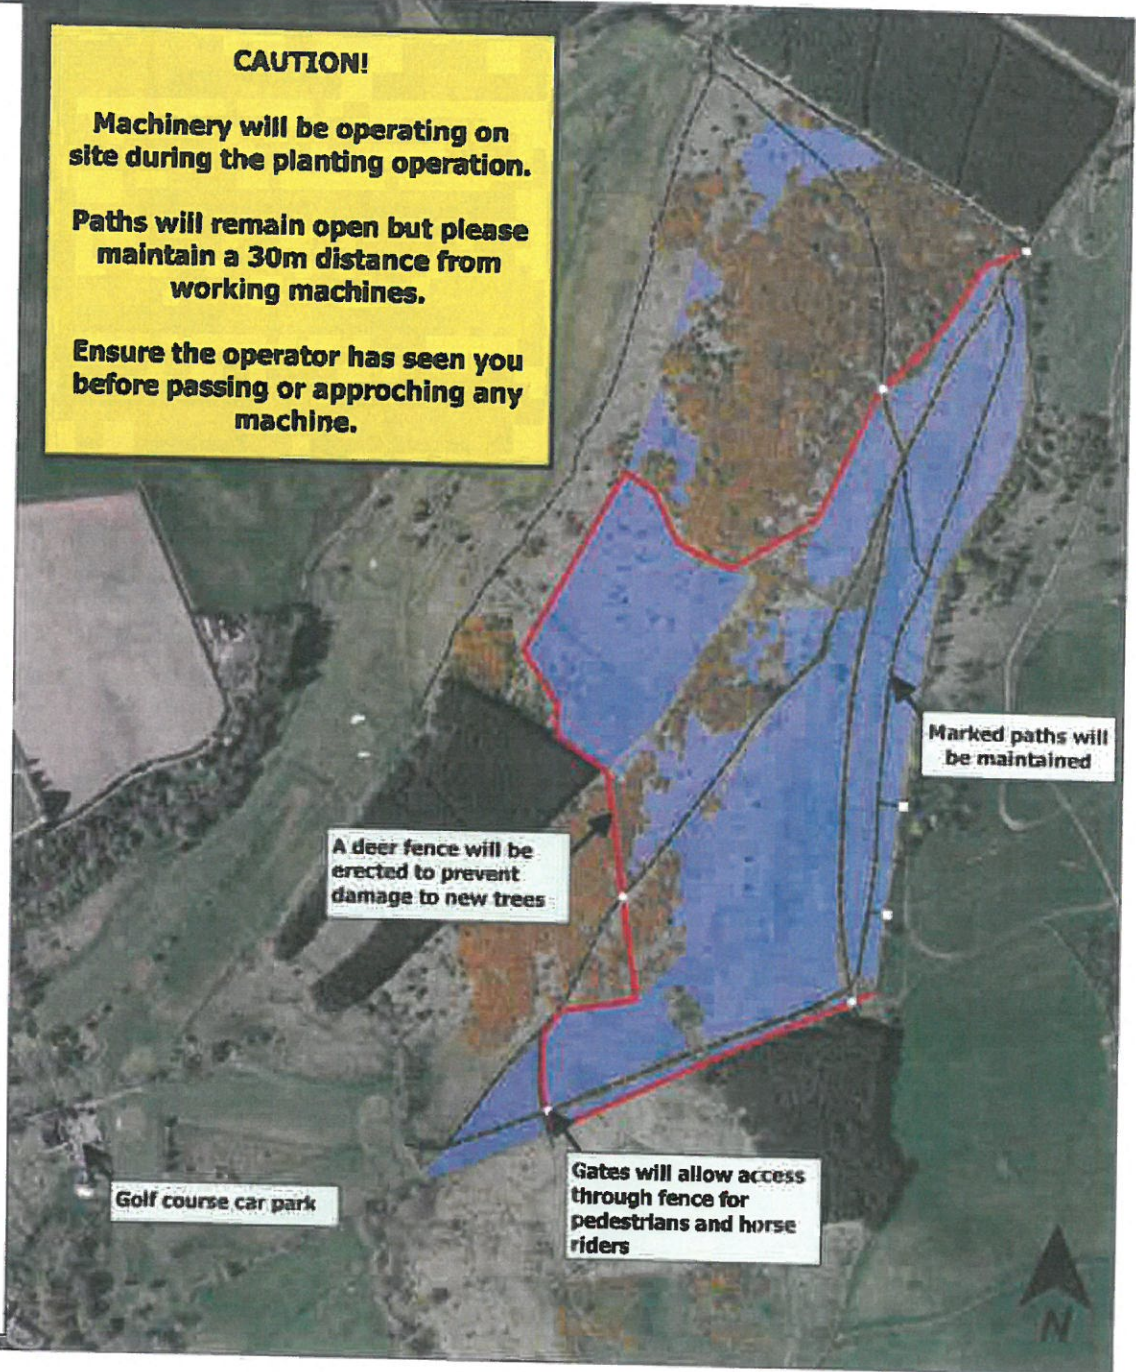 CAUTION!
Machinery will be operating on
site during the planting operation.
Paths will remain open but please
maintain a 30m distance from
working machines.
Ensure the operator has seen you
before passing or approching any
machine.
Marked paths will
be maintained
A deer fence will be
erected to prevent
damage to new trees
Golf course car park
Gates will allow access
through fence for
pedestrians and horse
riders
N